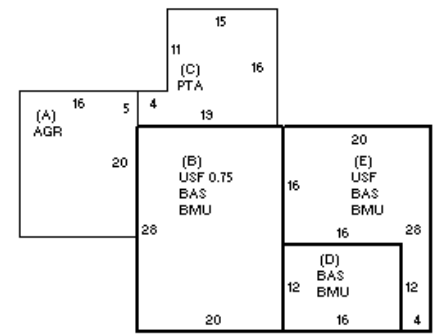 15
11
(C)
16
PTA
16
5
4
(A)
AGR
19
20
20
(B)
USF 0.75
BAS
BMU
(E)
USF
BAS
BMU
16
28
16
28
(D)
BAS
BMU
12
12
20
16
4